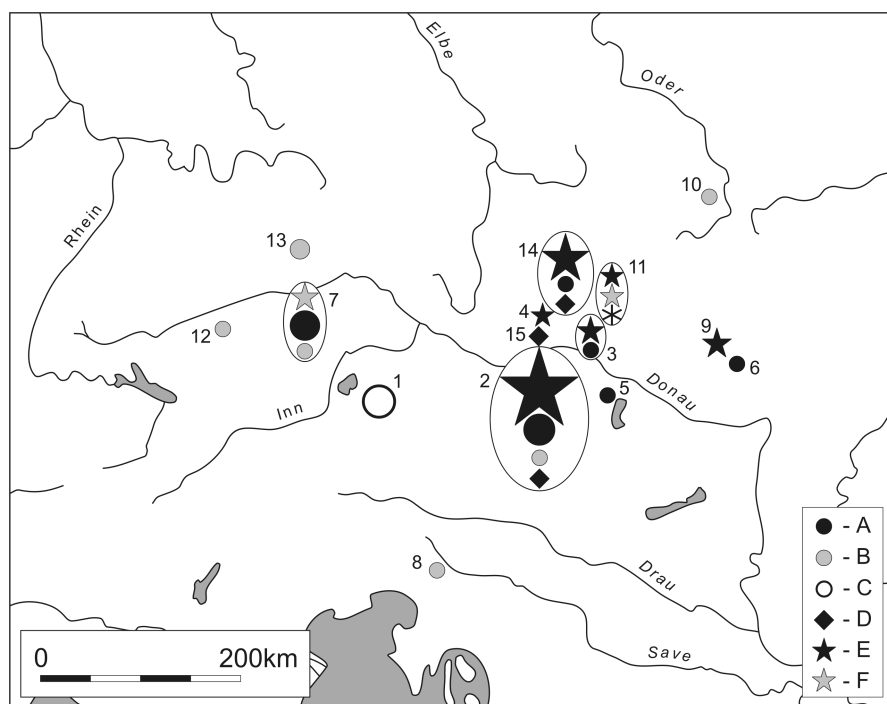 Elbe
Oder
10
Rhein
13
14
11
7
4
12
15
3
9
6
2
1
5
Donau
Inn
8
Drau
Save
0 200km
- A
- B
- C
- D
- E
- F